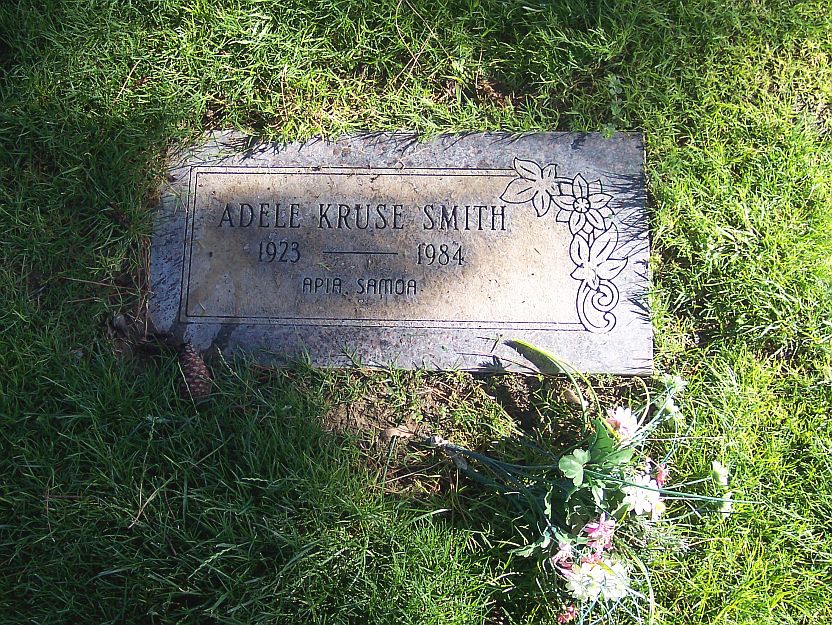 ADELE KRUSE SMITH
1923 — 1984
APIA, SAMOA